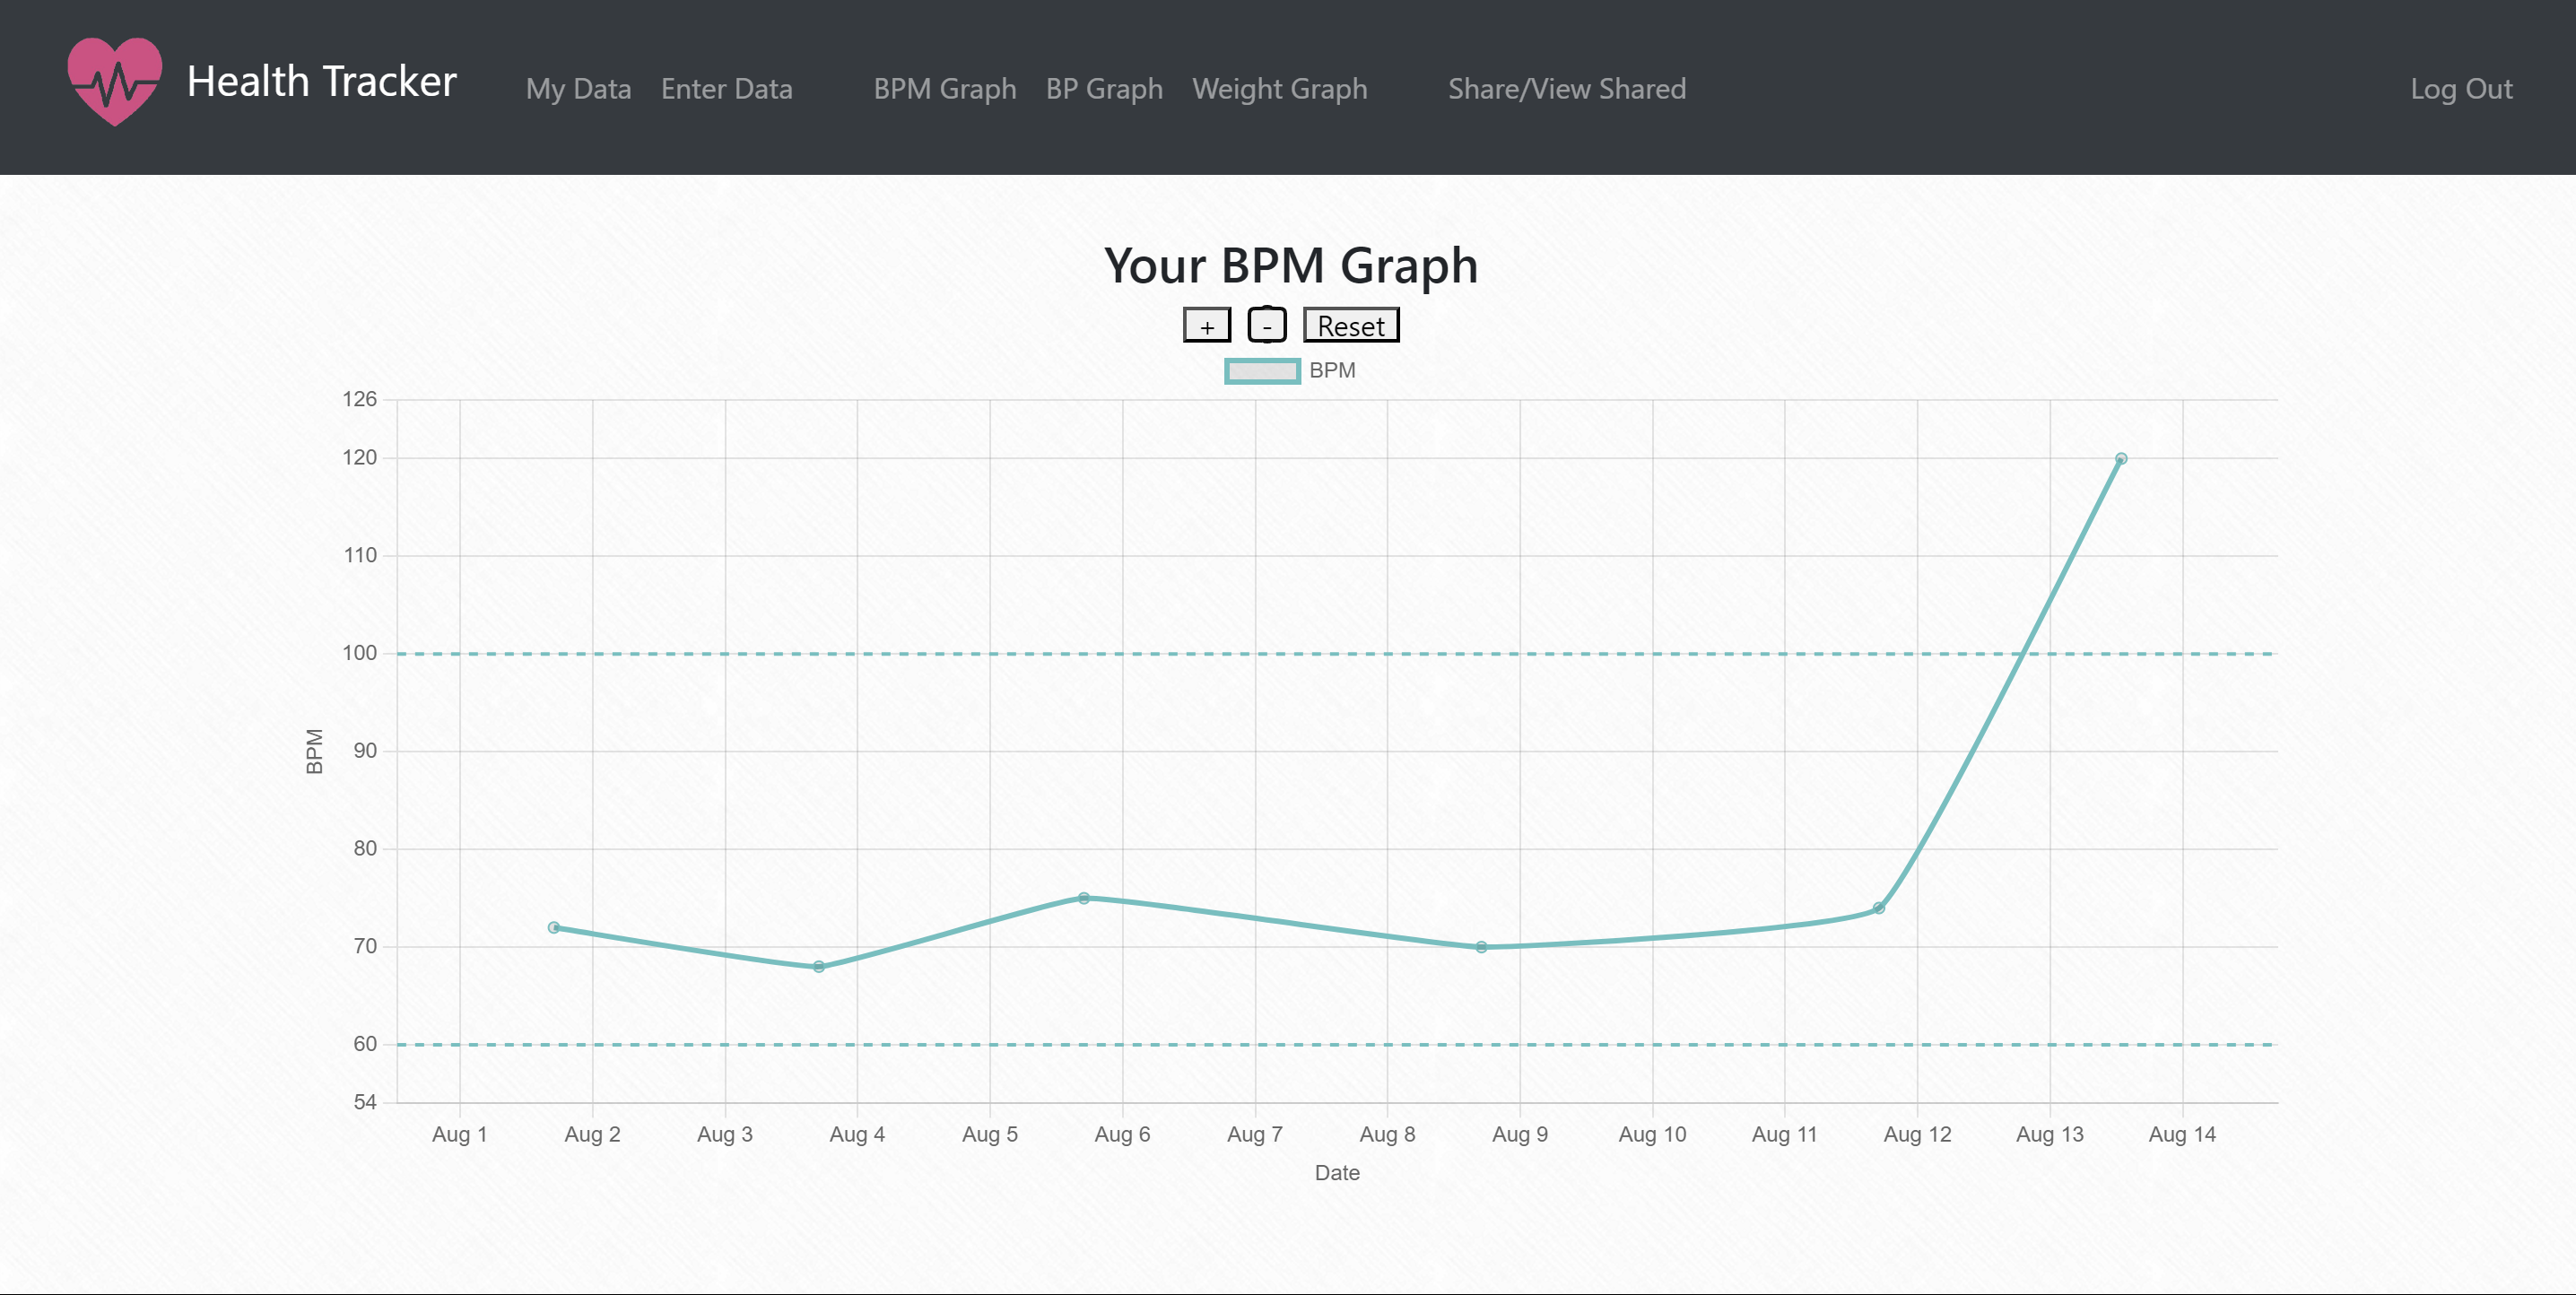 Health Tracker My Data Enter Data BPM Graph BP Graph Weight Graph Share/View Shared Log Out
Your BPM Graph
+ - Reset
BPM
126
120
110
100
90
80
70
60
54
BPM
Aug 1 Aug 2 Aug 3 Aug 4 Aug 5 Aug 6 Aug 7 Aug 8 Aug 9 Aug 10 Aug 11 Aug 12 Aug 13 Aug 14
Date